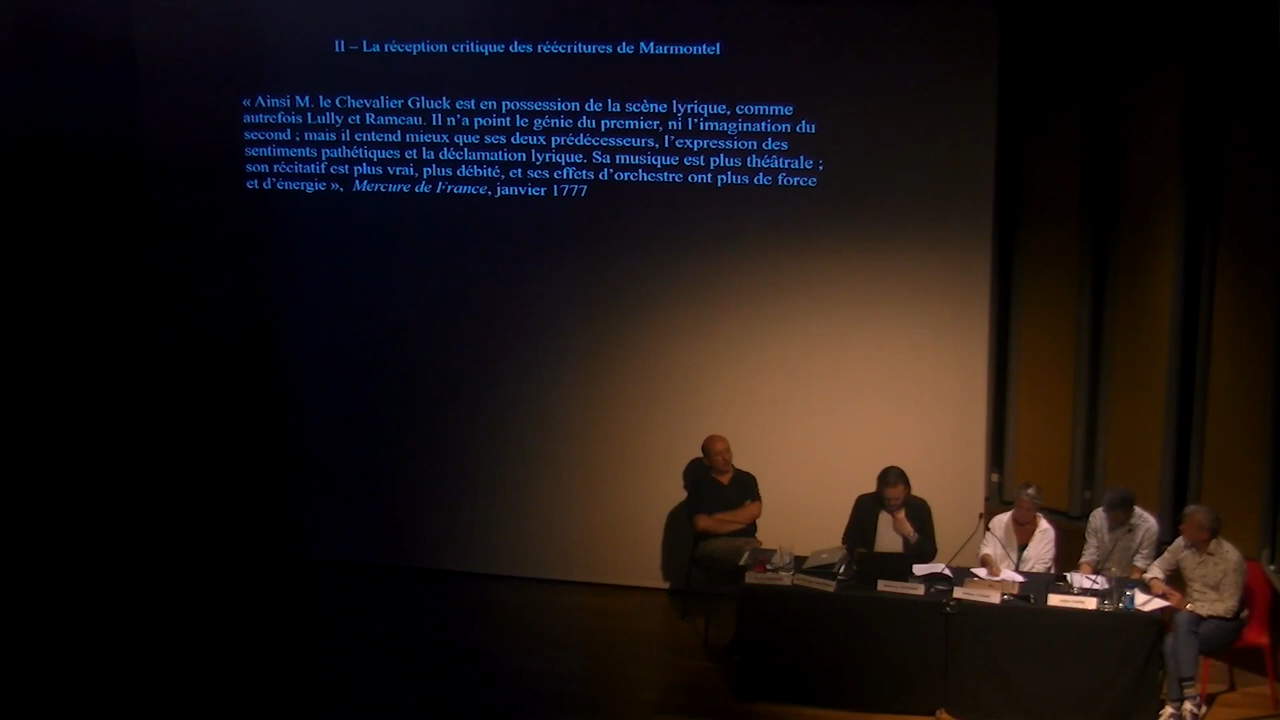 II – La réception critique des réécritures de Marmontel
« Ainsi M. le Chevalier Gluck est en possession de la scène lyrique, comme
autrefois Lully et Rameau. Il n’a point le génie du premier, ni l’imagination du
second ; mais il entend mieux que ses deux prédécesseurs, l’expression des
sentiments pathétiques et la déclamation lyrique. Sa musique est plus théâtrale ;
son récitatif est plus vrai, plus débité, et ses effets d’orchestre ont plus de force
et d’énergie », Mercure de France, janvier 1777